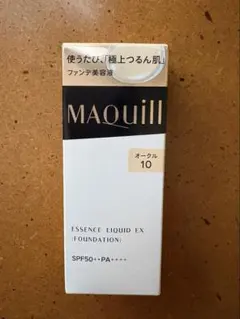 使うたび、「極上つるん肌」
ファンデ美容液
MAQuill
オークル
10
ESSENCE LIQUID EX
(FOUNDATION)
SPF50+・PA++++